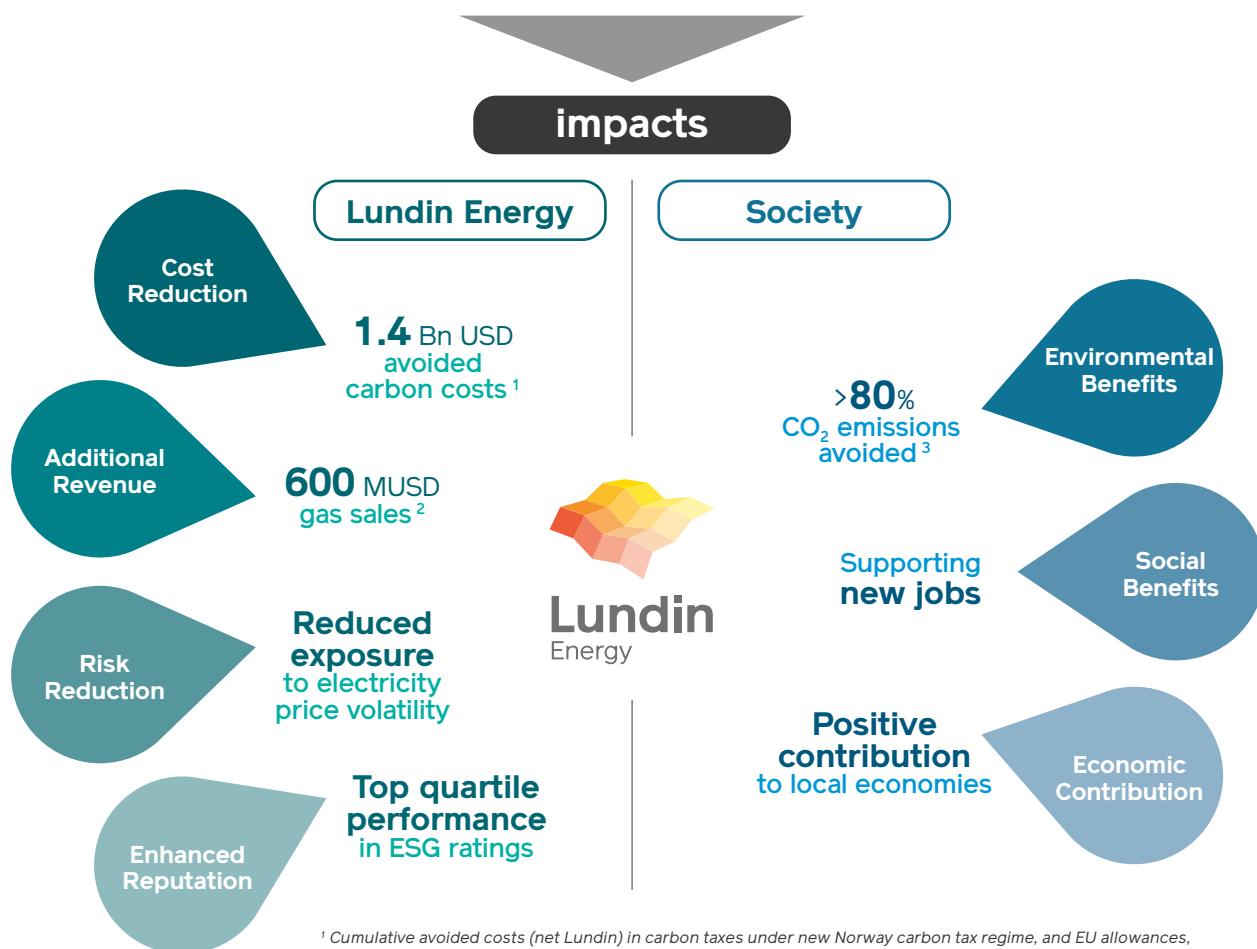 impacts
Lundin Energy
Society
Cost
Reduction
1.4 Bn USD
avoided
carbon costs ¹
Additional
Revenue
600 MUSD
gas sales ²
Risk
Reduction
Reduced
exposure
to electricity
price volatility
Enhanced
Reputation
Top quartile
performance
in ESG ratings
Lundin
Energy
Environmental
Benefits
>80%
CO₂ emissions
avoided ³
Social
Benefits
Supporting
new jobs
Economic
Contribution
Positive
contribution
to local economies
¹ Cumulative avoided costs (net Lundin) in carbon taxes under new Norway carbon tax regime, and EU allowances,